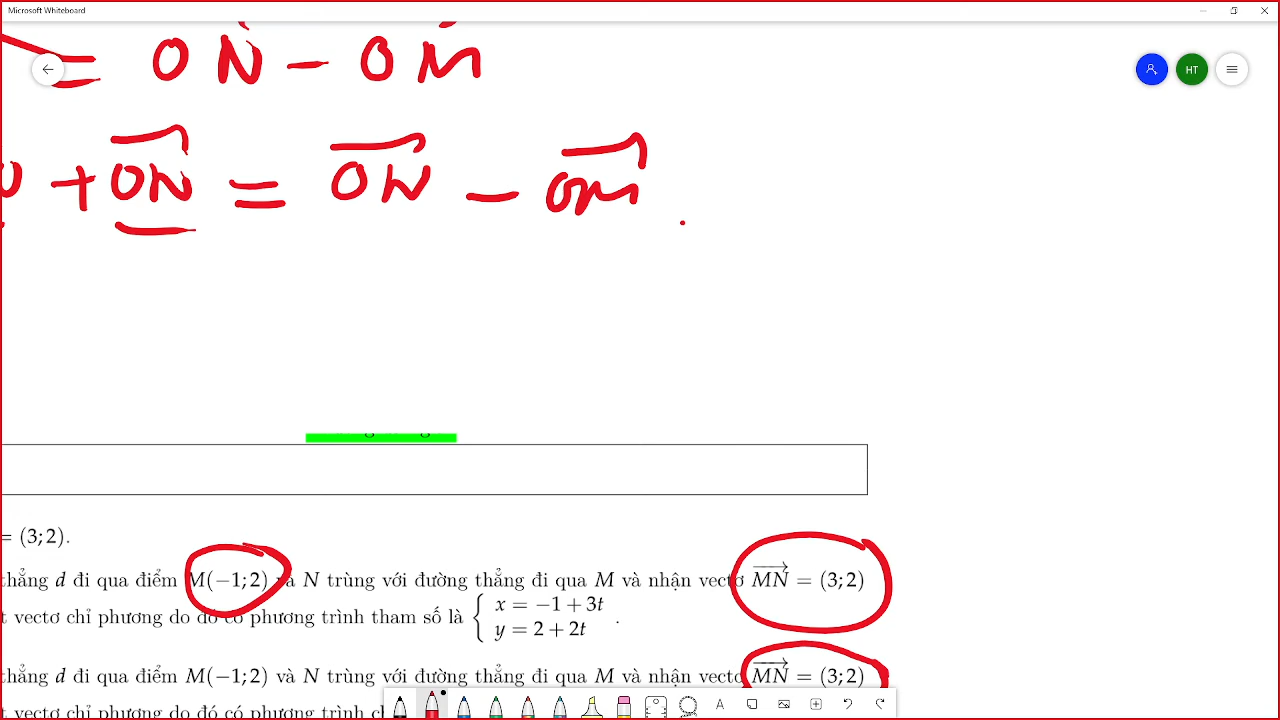 Microsoft Whiteboard
= ON − OM
HT
+ ON = ON − OM .
= (3; 2).
thẳng d đi qua điểm M(−1; 2) và N trùng với đường thẳng đi qua M và nhận vectơ MN = (3; 2)
t vectơ chỉ phương do đó có phương trình tham số là { x = −1 + 3t
y = 2 + 2t .
thẳng d đi qua điểm M(−1; 2) và N trùng với đường thẳng đi qua M và nhận vectơ MN = (3; 2)
t vectơ chỉ phương do đó có phương trình